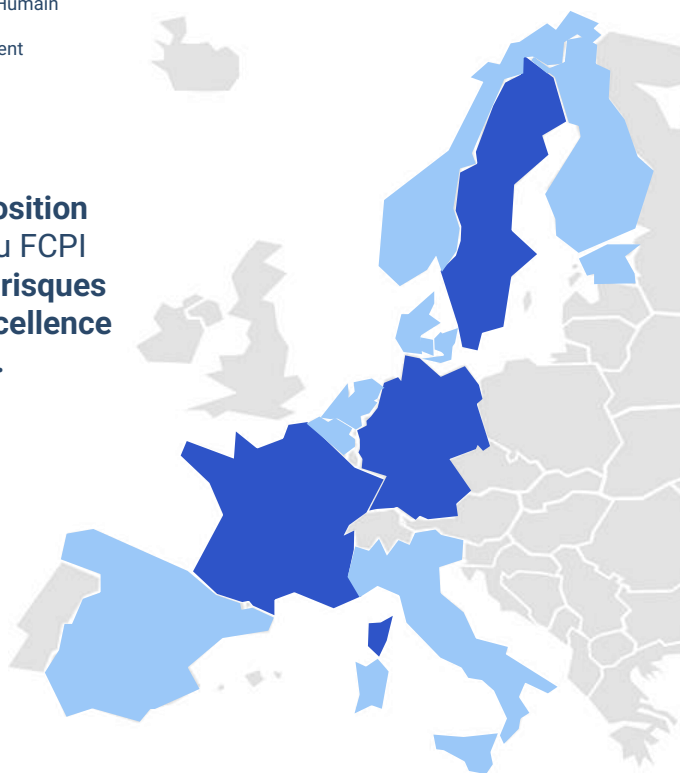 Humain
ent
osition
u FCPI
risques
cellence
.